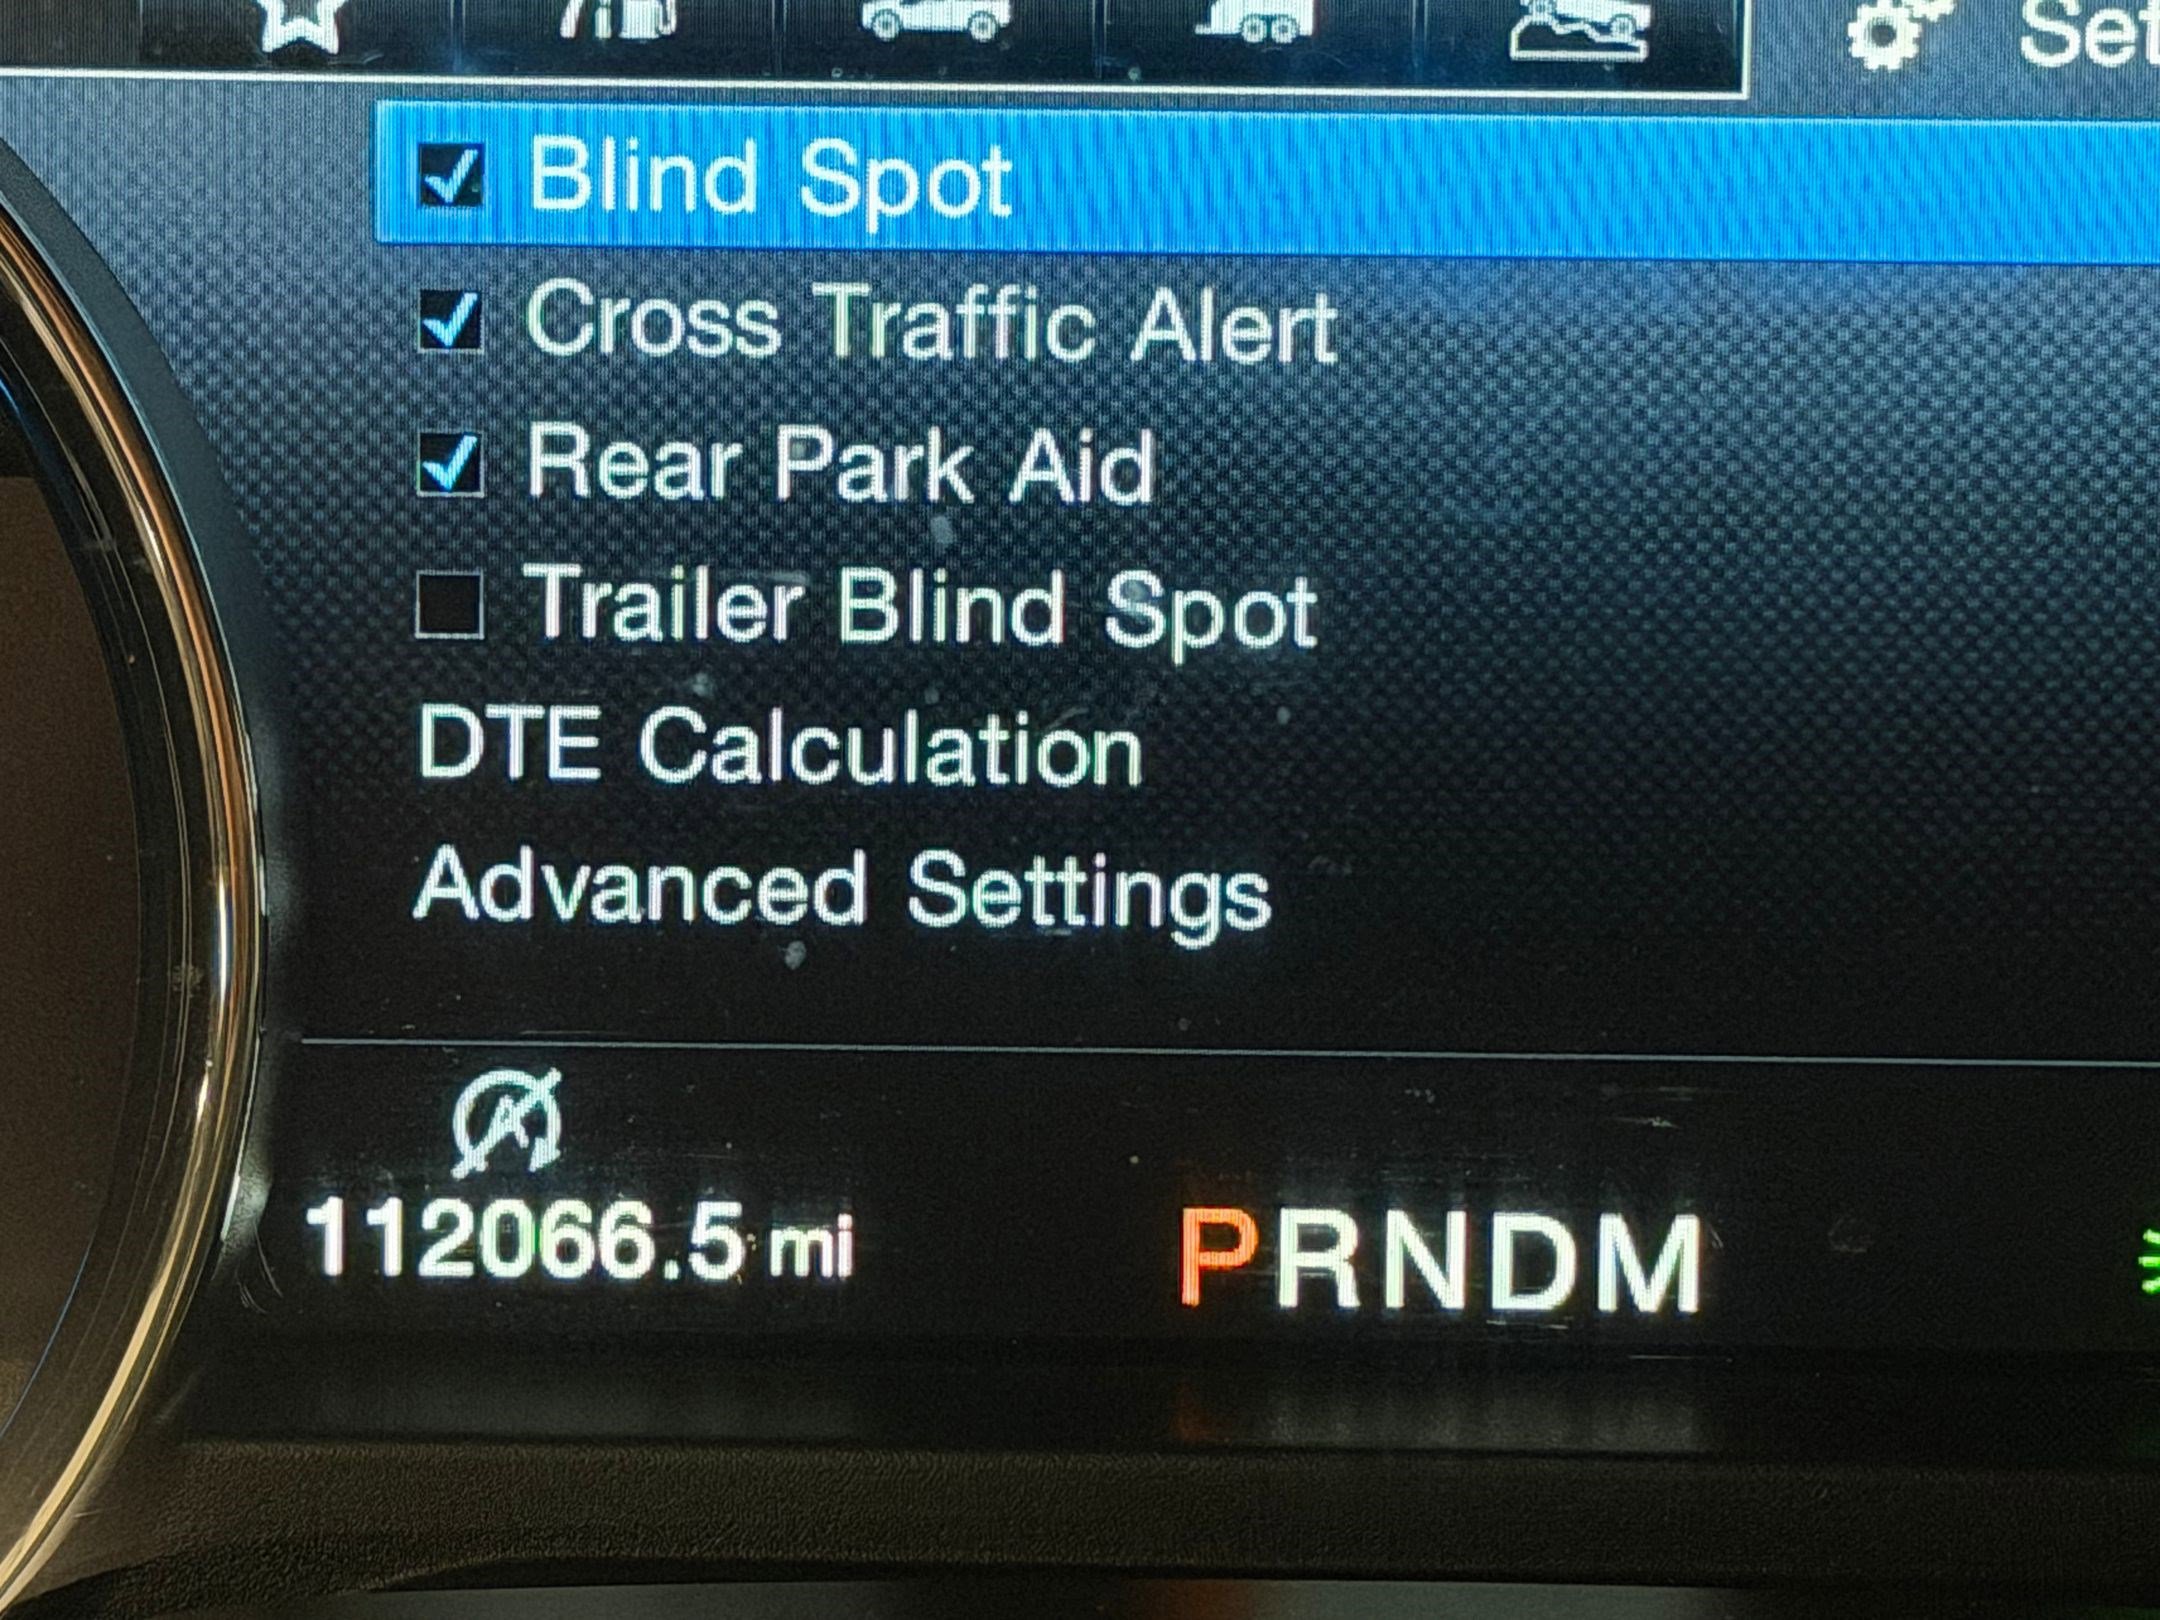 Set
Blind Spot
Cross Traffic Alert
Rear Park Aid
Trailer Blind Spot
DTE Calculation
Advanced Settings
112066.5 mi
PRNDM